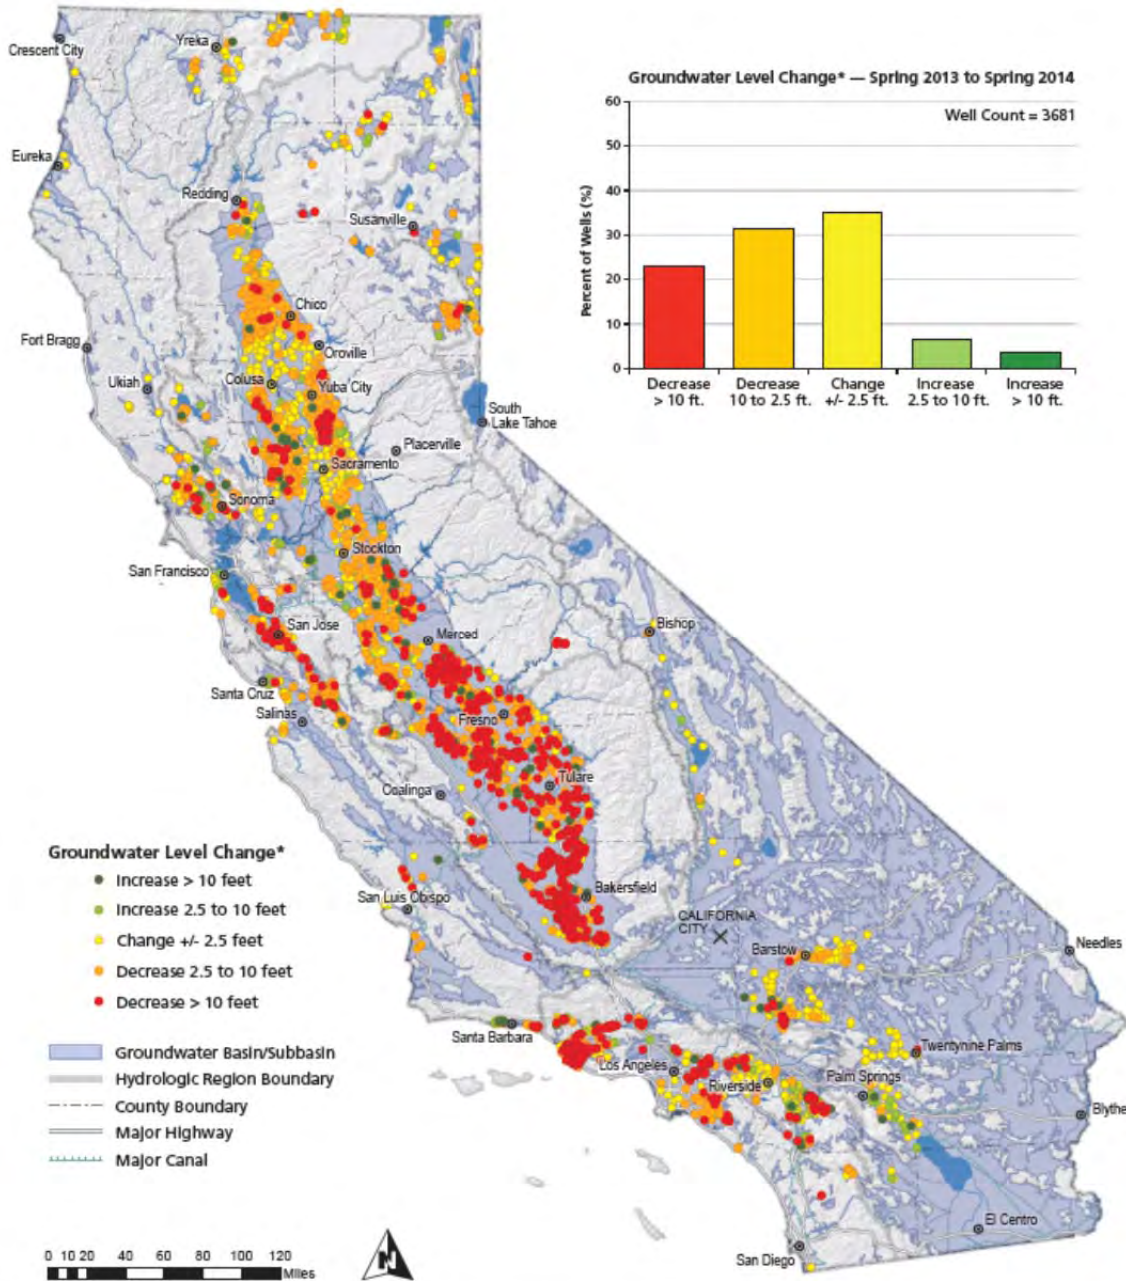 Crescent City
Yreka
Eureka
Redding
Susanville
Chico
Fort Bragg
Oroville
Ukiah
Colusa
Yuba City
South
Lake Tahoe
Placerville
Sacramento
Sonoma
Stockton
San Francisco
San Jose
Merced
Bishop
Santa Cruz
Salinas
Fresno
Tulare
Coalinga
Bakersfield
San Luis Obispo
CALIFORNIA
CITY
Barstow
Needles
Santa Barbara
Los Angeles
Twentynine Palms
Riverside
Palm Springs
Blythe
El Centro
San Diego
Groundwater Level Change* — Spring 2013 to Spring 2014
Well Count = 3681
Percent of Wells (%)
60
50
40
30
20
10
0
Decrease
> 10 ft.
Decrease
10 to 2.5 ft.
Change
+/- 2.5 ft.
Increase
2.5 to 10 ft.
Increase
> 10 ft.
Groundwater Level Change*
Increase > 10 feet
Increase 2.5 to 10 feet
Change +/- 2.5 feet
Decrease 2.5 to 10 feet
Decrease > 10 feet
Groundwater Basin/Subbasin
Hydrologic Region Boundary
County Boundary
Major Highway
Major Canal
0 10 20 40 60 80 100 120
Miles
N